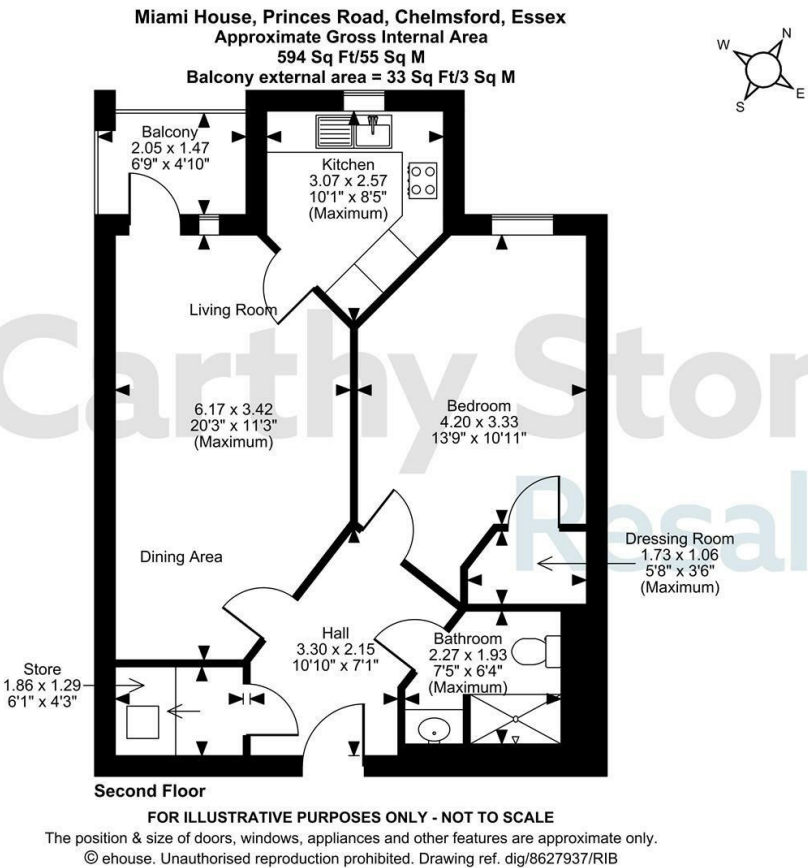 Miami House, Princes Road, Chelmsford, Essex
Approximate Gross Internal Area
594 Sq Ft/55 Sq M
Balcony external area = 33 Sq Ft/3 Sq M
N
W
E
S
Balcony
2.05 x 1.47
6'9" x 4'10"
Kitchen
3.07 x 2.57
10'1" x 8'5"
(Maximum)
Living Room
6.17 x 3.42
20'3" x 11'3"
(Maximum)
Bedroom
4.20 x 3.33
13'9" x 10'11"
Carthy Stor
Resal
Dining Area
Dressing Room
1.73 x 1.06
5'8" x 3'6"
(Maximum)
Hall
3.30 x 2.15
10'10" x 7'1"
Bathroom
2.27 x 1.93
7'5" x 6'4"
(Maximum)
Store
1.86 x 1.29
6'1" x 4'3"
Second Floor
FOR ILLUSTRATIVE PURPOSES ONLY - NOT TO SCALE
The position & size of doors, windows, appliances and other features are approximate only.
© ehouse. Unauthorised reproduction prohibited. Drawing ref. dig/8627937/RIB